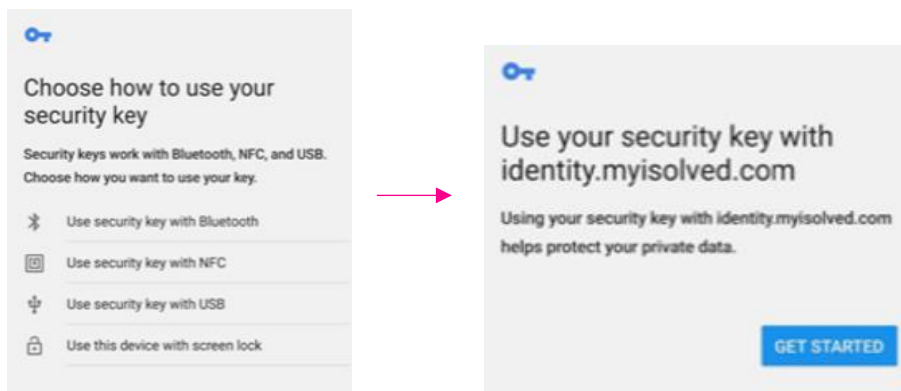 Choose how to use your
security key
Security keys work with Bluetooth, NFC, and USB.
Choose how you want to use your key.
Use security key with Bluetooth
Use security key with NFC
Use security key with USB
Use this device with screen lock
Use your security key with
identity.myisolved.com
Using your security key with identity.myisolved.com
helps protect your private data.
GET STARTED